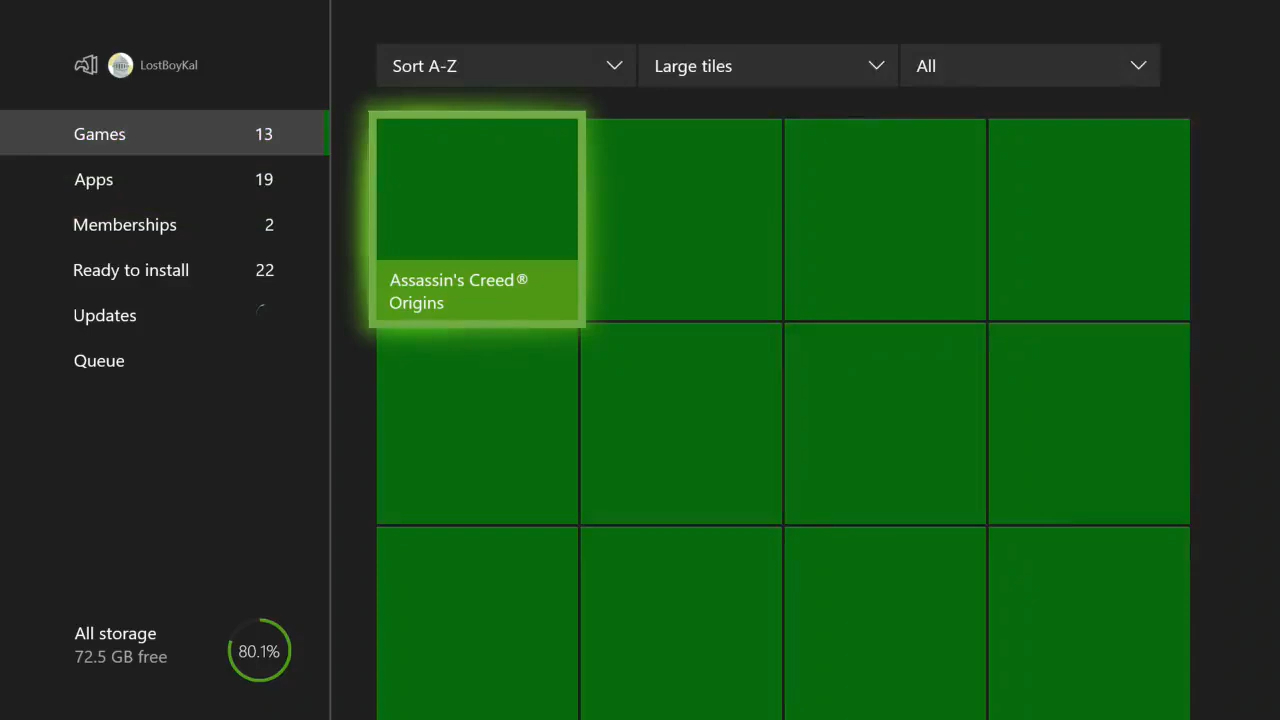 LostBoyKal
Games 13
Apps 19
Memberships 2
Ready to install 22
Updates
Queue
All storage
72.5 GB free
80.1%
Sort A-Z
Large tiles
All
Assassin's Creed®
Origins